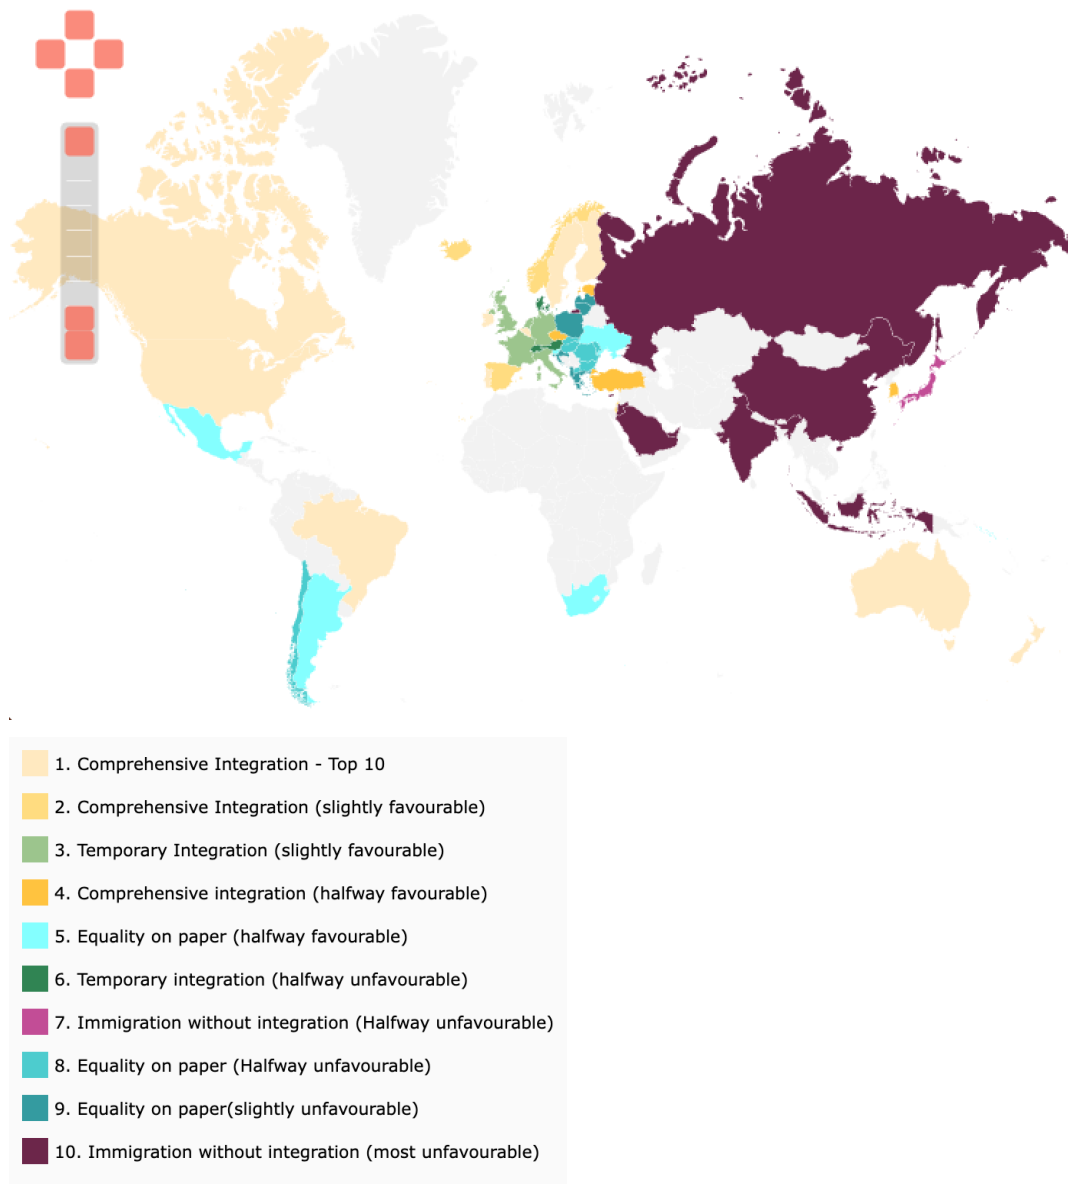 1. Comprehensive Integration - Top 10
2. Comprehensive Integration (slightly favourable)
3. Temporary Integration (slightly favourable)
4. Comprehensive integration (halfway favourable)
5. Equality on paper (halfway favourable)
6. Temporary integration (halfway unfavourable)
7. Immigration without integration (Halfway unfavourable)
8. Equality on paper (Halfway unfavourable)
9. Equality on paper(slightly unfavourable)
10. Immigration without integration (most unfavourable)